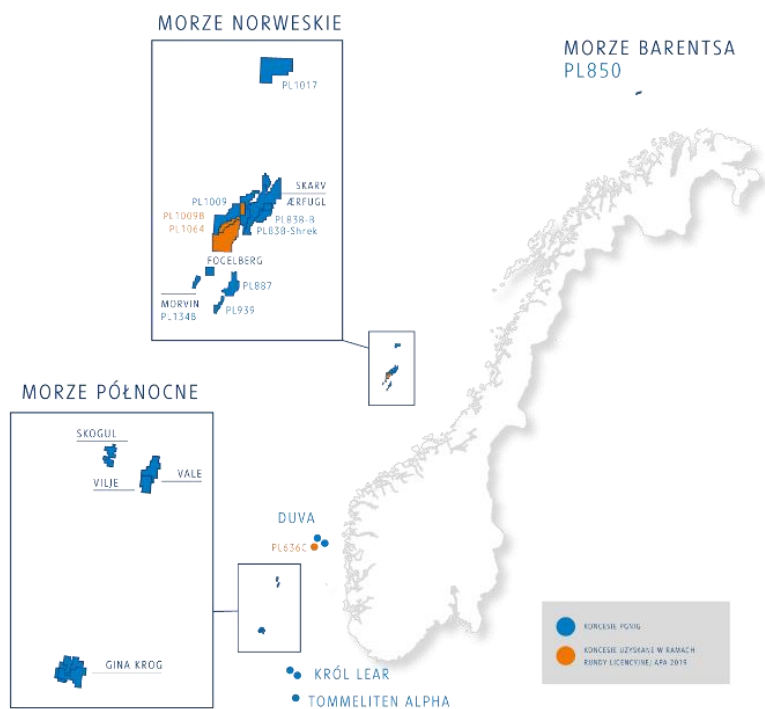 MORZE NORWESKIE
PL1017
SKARV
ÆRFUGL
PL1009
PL1009B
PL1064
PL838-B
PL838-Shrek
FOGELBERG
PL887
MORVIN
PL134B
PL939
MORZE BARENTSA
PL850
MORZE PÓŁNOCNE
SKOGUL
VILJE
VALE
GINA KROG
DUVA
PL636C
KRÓL LEAR
TOMMELITEN ALPHA
KONCESJE PGNIG
KONCESJE UZYSKANE W RAMACH
RUNDY LICENCYJNEJ APA 2019